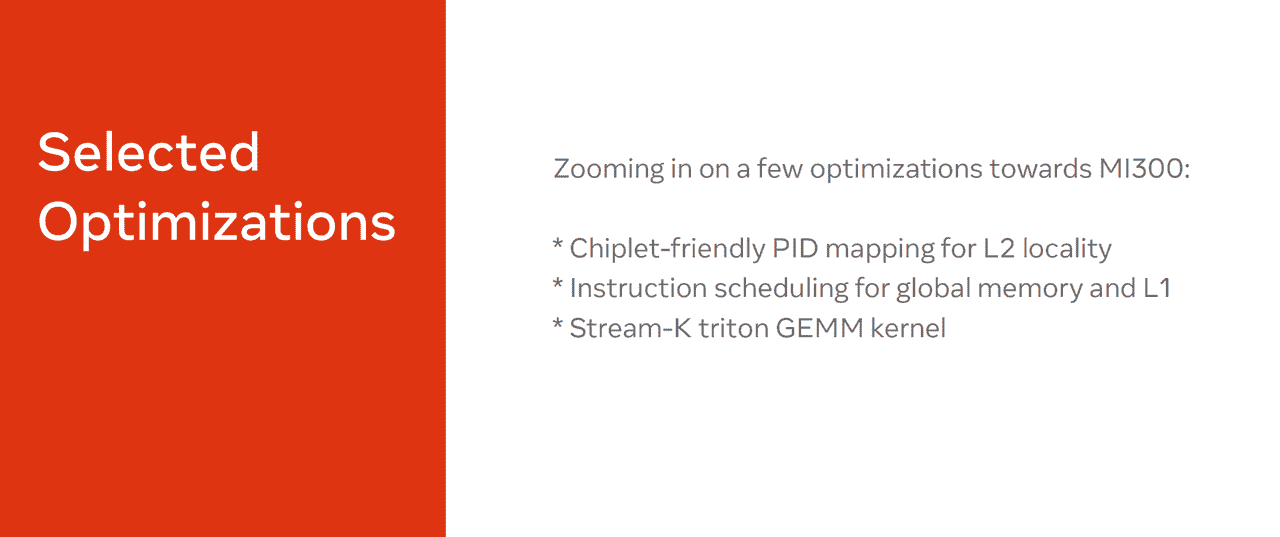 Selected
Optimizations
Zooming in on a few optimizations towards MI300:
* Chiplet-friendly PID mapping for L2 locality
* Instruction scheduling for global memory and L1
* Stream-K triton GEMM kernel